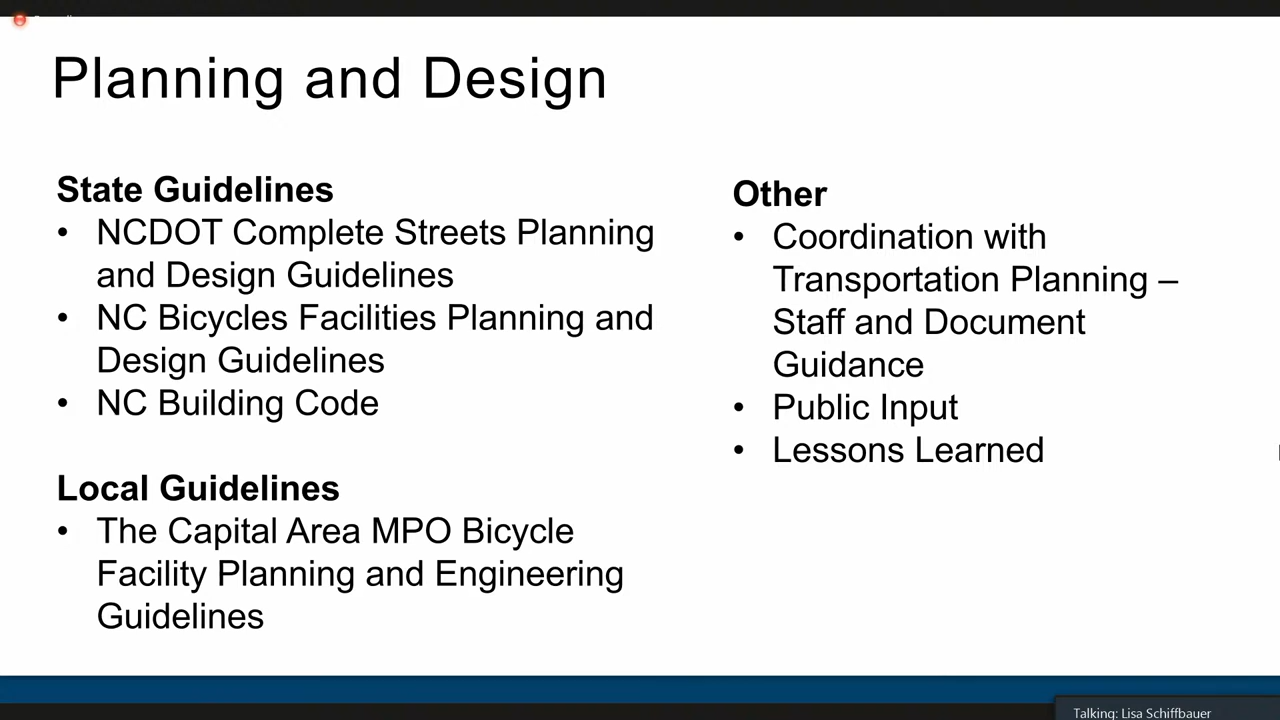 Planning and Design
State Guidelines
• NCDOT Complete Streets Planning
and Design Guidelines
• NC Bicycles Facilities Planning and
Design Guidelines
• NC Building Code
Local Guidelines
• The Capital Area MPO Bicycle
Facility Planning and Engineering
Guidelines
Other
• Coordination with
Transportation Planning –
Staff and Document
Guidance
• Public Input
• Lessons Learned
Talking: Lisa Schiffbauer